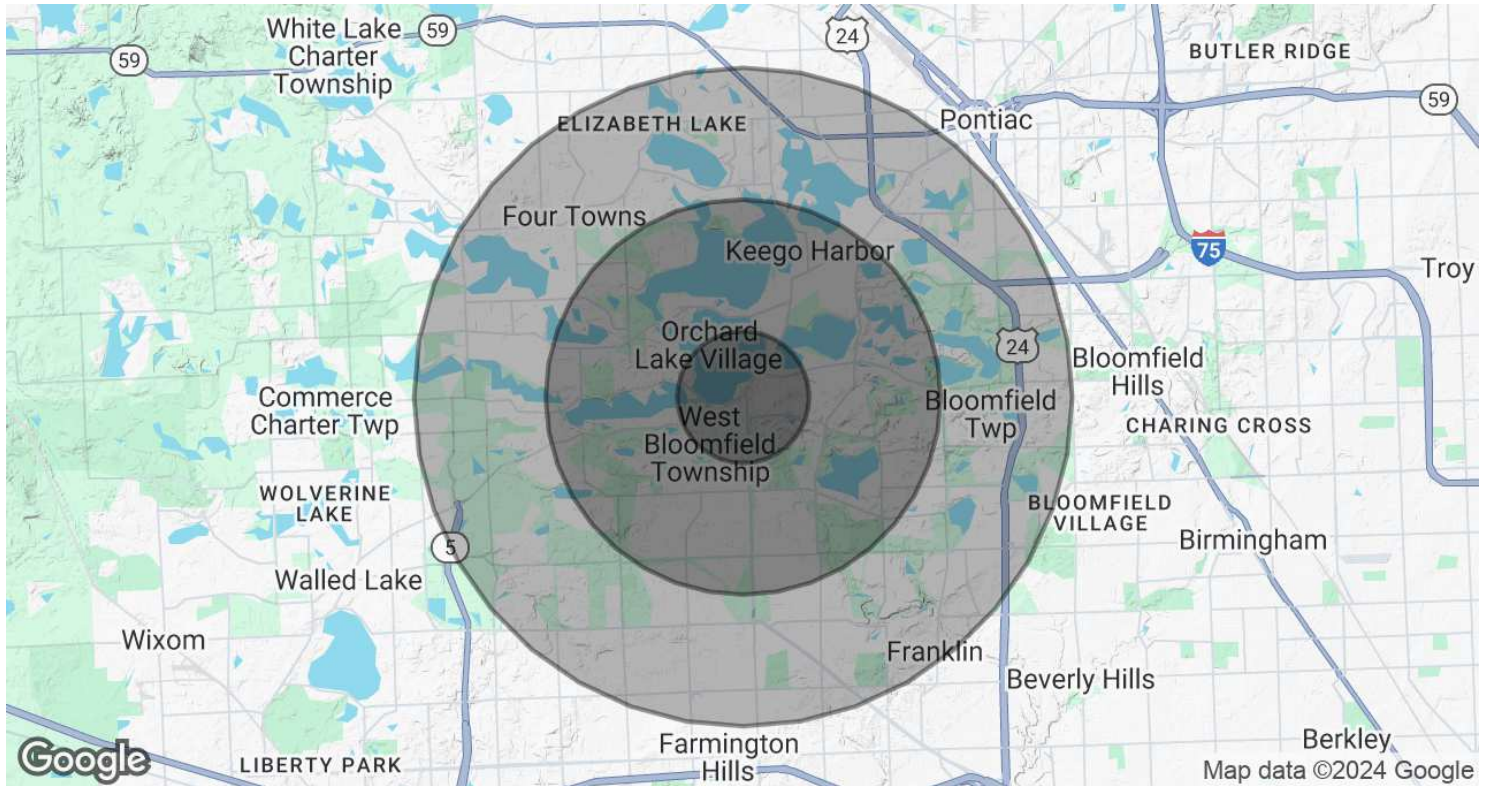 White Lake
Charter
Township
59
59
24
BUTLER RIDGE
59
ELIZABETH LAKE
Pontiac
Four Towns
Keego Harbor
75
Troy
Orchard
Lake Village
24
Bloomfield
Hills
Commerce
Charter Twp
West
Bloomfield
Township
Bloomfield
Twp
CHARING CROSS
WOLVERINE
LAKE
BLOOMFIELD
VILLAGE
5
Birmingham
Walled Lake
Wixom
Franklin
Beverly Hills
Farmington
Hills
Berkley
Google
LIBERTY PARK
Map data ©2024 Google